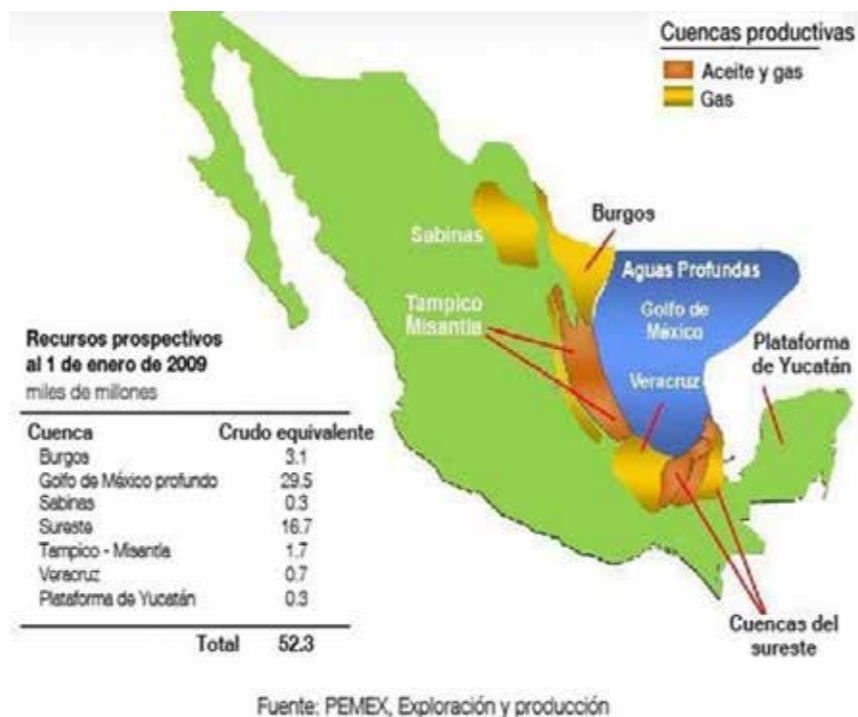 Cuencas productivas
Aceite y gas
Gas
Burgos
Sabinas
Aguas Profundas
Tampico
Misantla
Golfo de
México
Plataforma
de Yucatán
Veracruz
Recursos prospectivos
al 1 de enero de 2009
miles de millones
Cuenca Crudo equivalente
Burgos 3.1
Golfo de México profundo 29.5
Sabinas 0.3
Sureste 16.7
Tampico - Misantla 1.7
Veracruz 0.7
Plataforma de Yucatán 0.3
Total 52.3
Cuencas del
sureste
Fuente: PEMEX, Exploración y producción